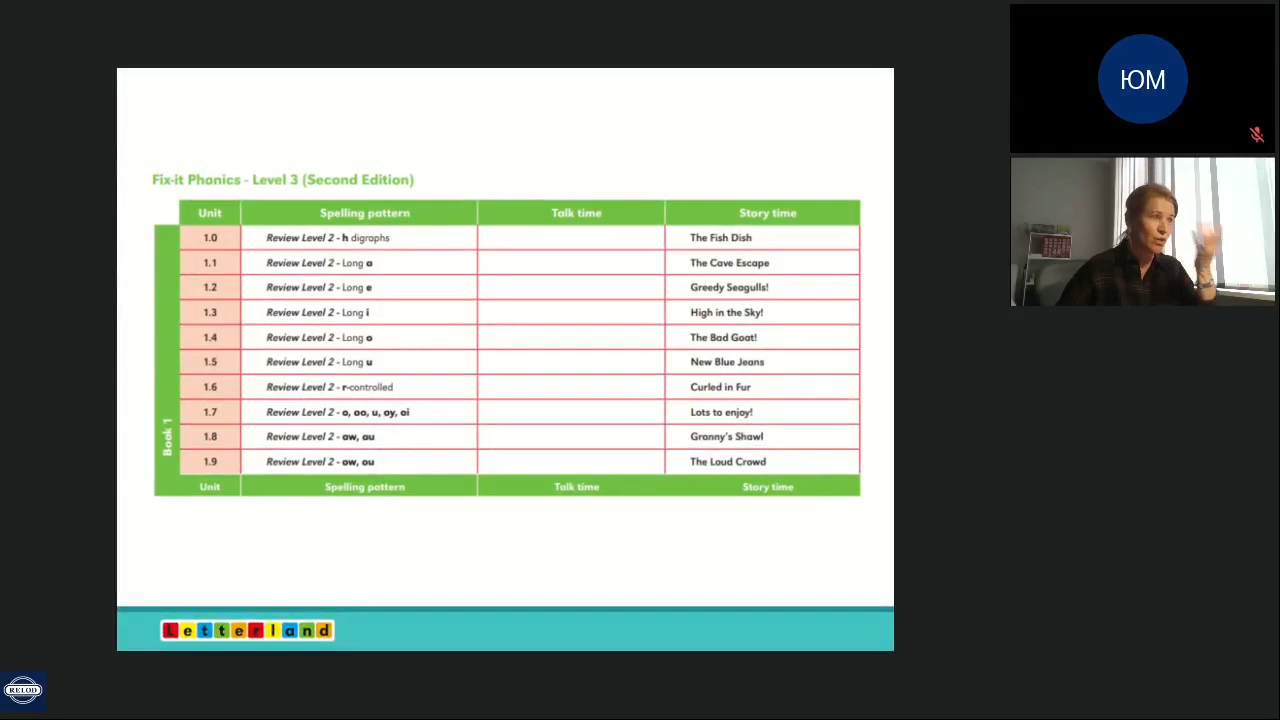 ЮМ
Fix-it Phonics - Level 3 (Second Edition)
Unit Spelling pattern Talk time Story time
1.0 Review Level 2 - h digraphs The Fish Dish
1.1 Review Level 2 - Long a The Cave Escape
1.2 Review Level 2 - Long e Greedy Seagulls!
1.3 Review Level 2 - Long i High in the Sky!
1.4 Review Level 2 - Long o The Bad Goat!
1.5 Review Level 2 - Long u New Blue Jeans
1.6 Review Level 2 - r-controlled Curled in Fur
1.7 Review Level 2 - o, oo, u, oy, oi Lots to enjoy!
1.8 Review Level 2 - aw, au Granny's Shawl
1.9 Review Level 2 - ow, ou The Loud Crowd
Book 1
Unit Spelling pattern Talk time Story time
Letterland
RELOD